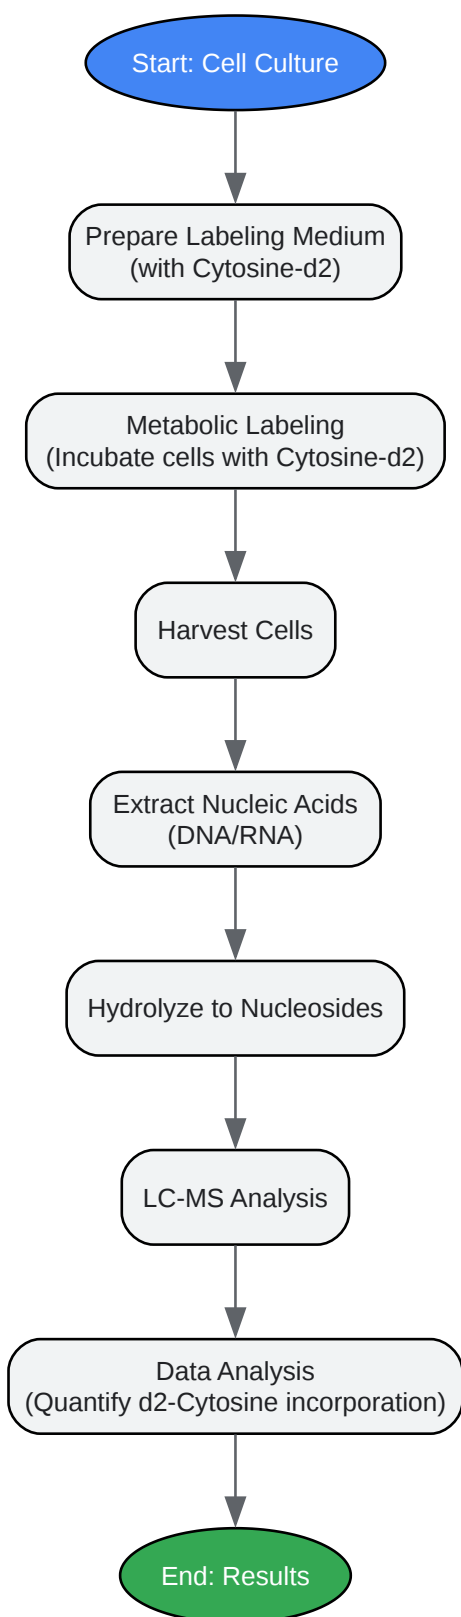 Start: Cell Culture
Prepare Labeling Medium
(with Cytosine-d2)
Metabolic Labeling
(Incubate cells with Cytosine-d2)
Harvest Cells
Extract Nucleic Acids
(DNA/RNA)
Hydrolyze to Nucleosides
LC-MS Analysis
Data Analysis
(Quantify d2-Cytosine incorporation)
End: Results